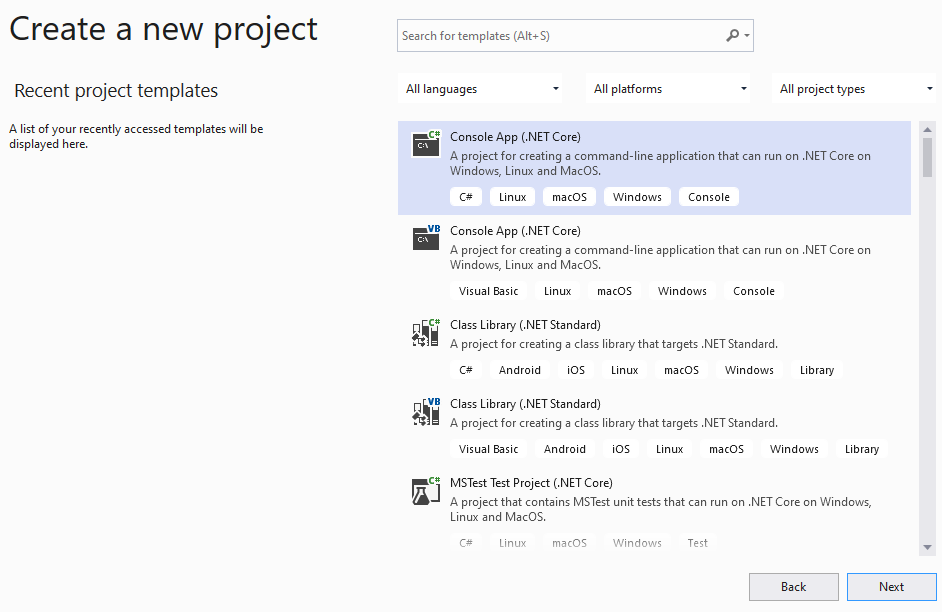 Create a new project
Search for templates (Alt+S)
Recent project templates
A list of your recently accessed templates will be
displayed here.
All languages
All platforms
All project types
C#
C:\
Console App (.NET Core)
A project for creating a command-line application that can run on .NET Core on
Windows, Linux and MacOS.
C# Linux macOS Windows Console
VB
C:\
Console App (.NET Core)
A project for creating a command-line application that can run on .NET Core on
Windows, Linux and MacOS.
Visual Basic Linux macOS Windows Console
C#
Class Library (.NET Standard)
A project for creating a class library that targets .NET Standard.
C# Android iOS Linux macOS Windows Library
VB
Class Library (.NET Standard)
A project for creating a class library that targets .NET Standard.
Visual Basic Android iOS Linux macOS Windows Library
C#
MSTest Test Project (.NET Core)
A project that contains MSTest unit tests that can run on .NET Core on Windows,
Linux and MacOS.
C# Linux macOS Windows Test
Back
Next